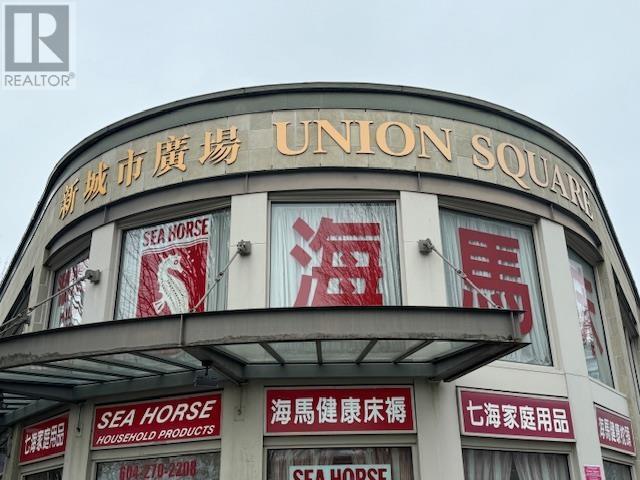 REALTOR®
新城市廣場 UNION SQUARE
SEA HORSE
海
馬
七海家庭用品
SEA HORSE
HOUSEHOLD PRODUCTS
海馬健康床褥
七海家庭用品
604-270-2208
SEA HORSE